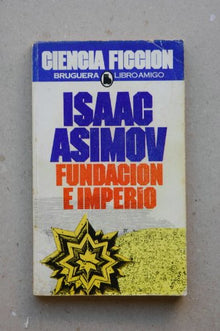 CIENCIA FICCION
BRUGUERA LIBRO AMIGO
ISAAC
ASIMOV
FUNDACION
E IMPERIO